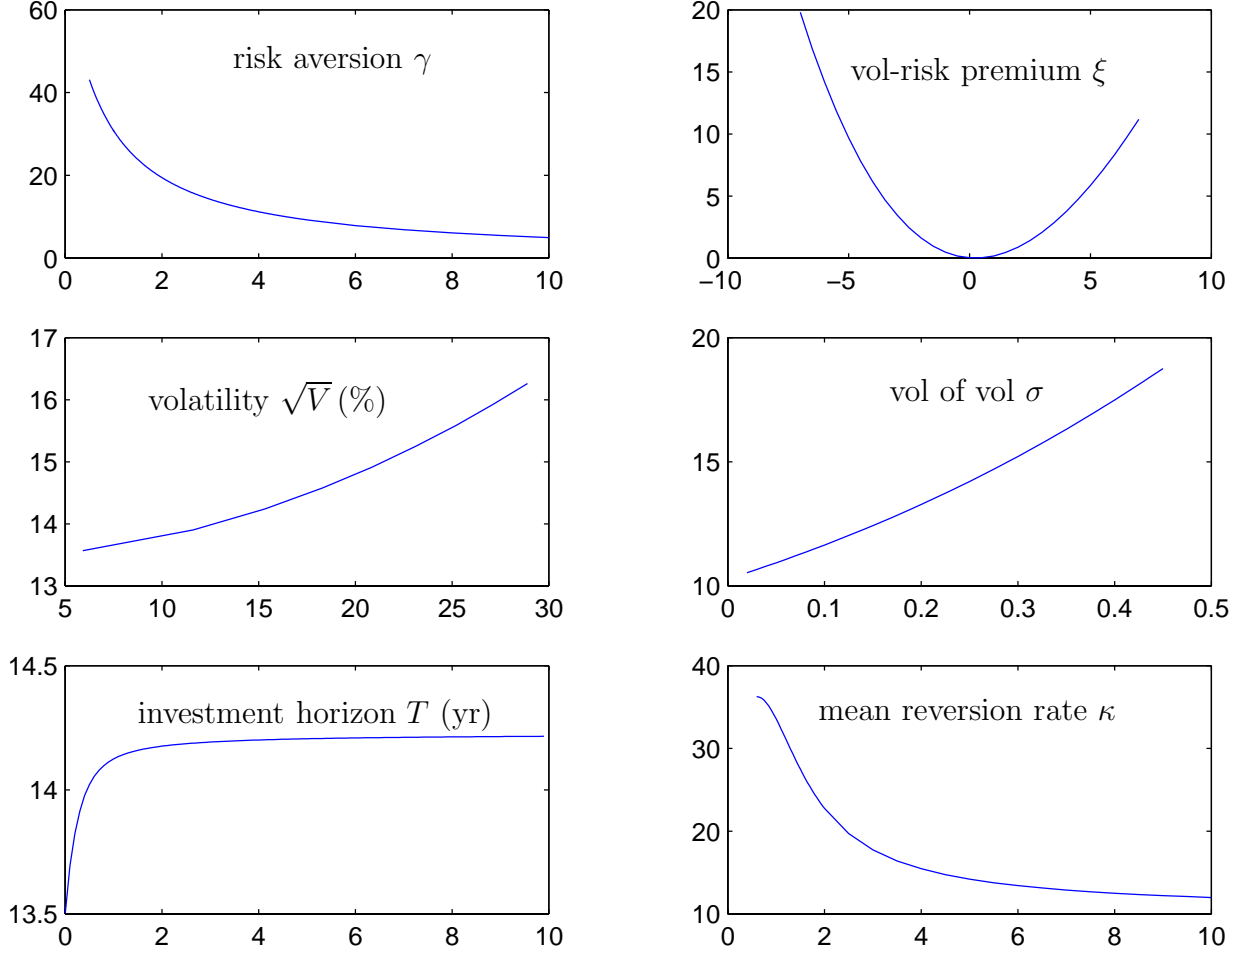 60
40
20
0
0 2 4 6 8 10
risk aversion γ
20
15
10
5
0
−10 −5 0 5 10
vol-risk premium ξ
17
16
15
14
13
5 10 15 20 25 30
volatility √V (%)
20
15
10
0 0.1 0.2 0.3 0.4 0.5
vol of vol σ
14.5
14
13.5
0 2 4 6 8 10
investment horizon T (yr)
40
30
20
10
0 2 4 6 8 10
mean reversion rate κ